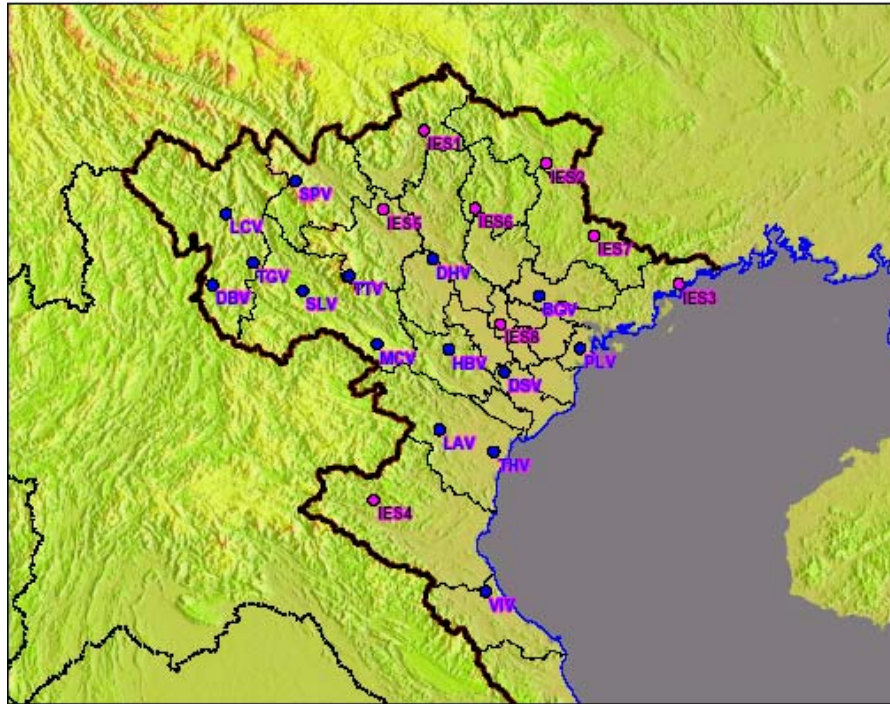 IES1
IES2
SPV
IES5
IES6
LCV
IES7
DHV
TGV
TTV
DBV
SLV
IES3
BGV
IES8
MCV
HBV
PLV
DSV
LAV
THV
IES4
VIV